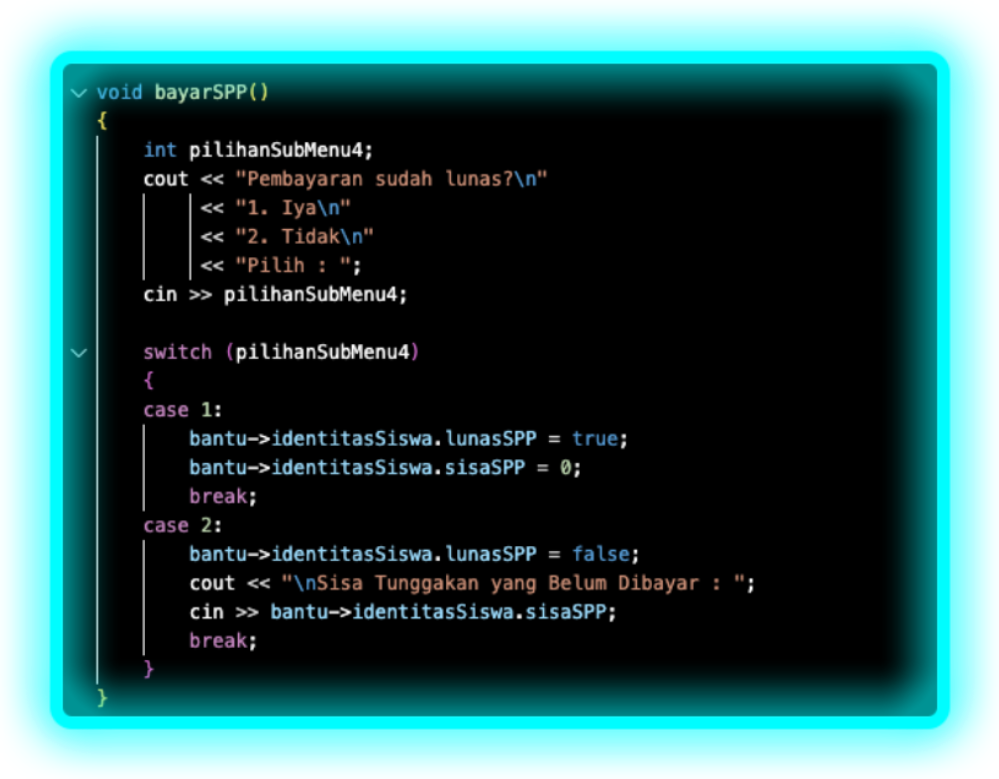 void bayarSPP()
{
    int pilihanSubMenu4;
    cout << "Pembayaran sudah lunas?\n"
         << "1. Iya\n"
         << "2. Tidak\n"
         << "Pilih : ";
    cin >> pilihanSubMenu4;

    switch (pilihanSubMenu4)
    {
    case 1:
        bantu->identitasSiswa.lunasSPP = true;
        bantu->identitasSiswa.sisaSPP = 0;
        break;
    case 2:
        bantu->identitasSiswa.lunasSPP = false;
        cout << "\nSisa Tunggakan yang Belum Dibayar : ";
        cin >> bantu->identitasSiswa.sisaSPP;
        break;
    }
}